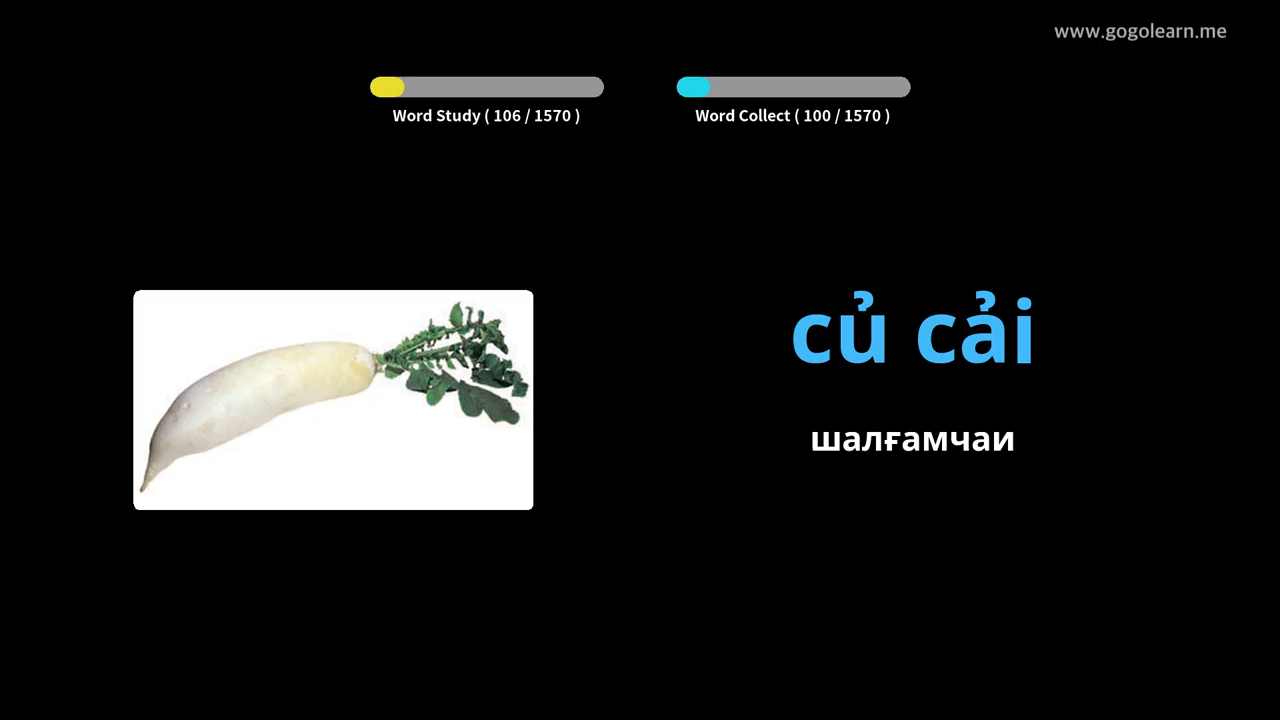 www.gogolearn.me
Word Study ( 106 / 1570 )
Word Collect ( 100 / 1570 )
củ cải
шалғамчаи